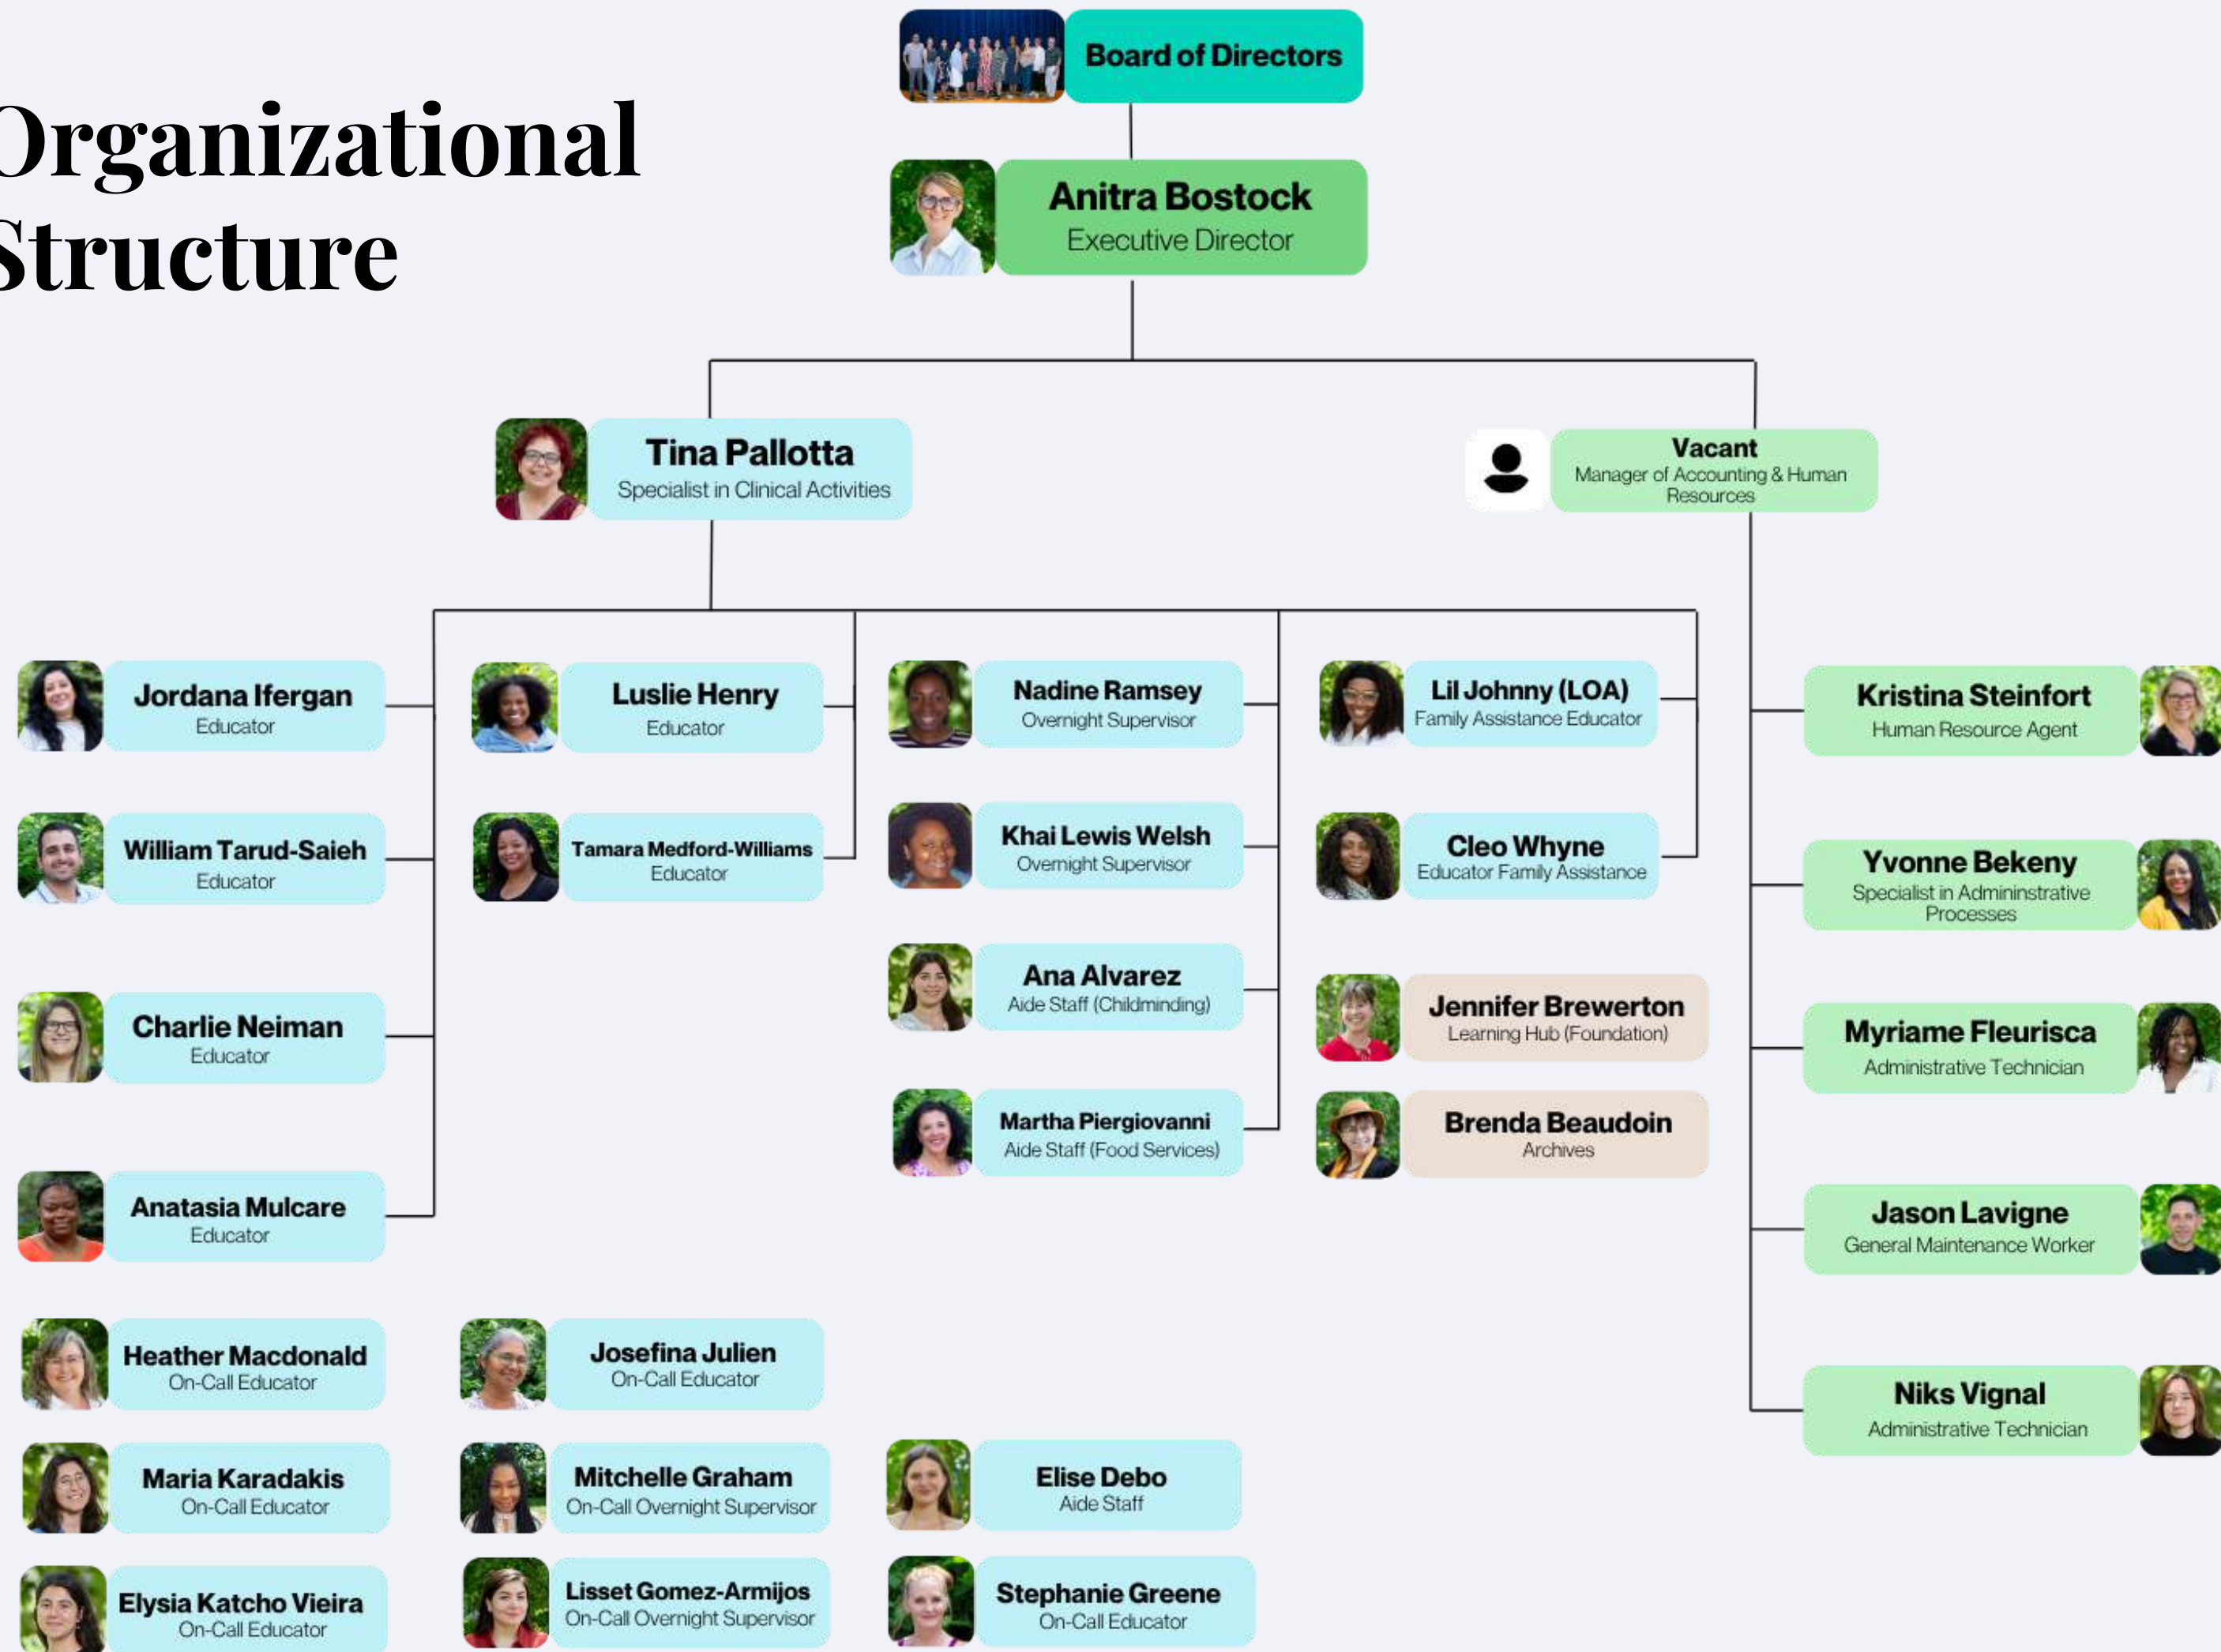 Organizational
Structure
Board of Directors
Anitra Bostock
Executive Director
Tina Pallotta
Specialist in Clinical Activities
Vacant
Manager of Accounting & Human
Resources
Jordana Ifergan
Educator
Luslie Henry
Educator
Nadine Ramsey
Overnight Supervisor
Lil Johnny (LOA)
Family Assistance Educator
Kristina Steinfort
Human Resource Agent
William Tarud-Saieh
Educator
Tamara Medford-Williams
Educator
Khai Lewis Welsh
Overnight Supervisor
Cleo Whyne
Educator Family Assistance
Yvonne Bekeny
Specialist in Admininstrative
Processes
Charlie Neiman
Educator
Ana Alvarez
Aide Staff (Childminding)
Jennifer Brewerton
Learning Hub (Foundation)
Myriame Fleurisca
Administrative Technician
Anatasia Mulcare
Educator
Martha Piergiovanni
Aide Staff (Food Services)
Brenda Beaudoin
Archives
Jason Lavigne
General Maintenance Worker
Heather Macdonald
On-Call Educator
Josefina Julien
On-Call Educator
Niks Vignal
Administrative Technician
Maria Karadakis
On-Call Educator
Mitchelle Graham
On-Call Overnight Supervisor
Elise Debo
Aide Staff
Elysia Katcho Vieira
On-Call Educator
Lisset Gomez-Armijos
On-Call Overnight Supervisor
Stephanie Greene
On-Call Educator